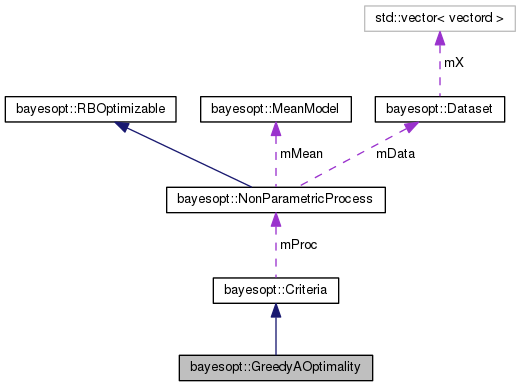 std::vector< vectord >
mX
bayesopt::RBOptimizable
bayesopt::MeanModel
bayesopt::Dataset
mMean
mData
bayesopt::NonParametricProcess
mProc
bayesopt::Criteria
bayesopt::GreedyAOptimality